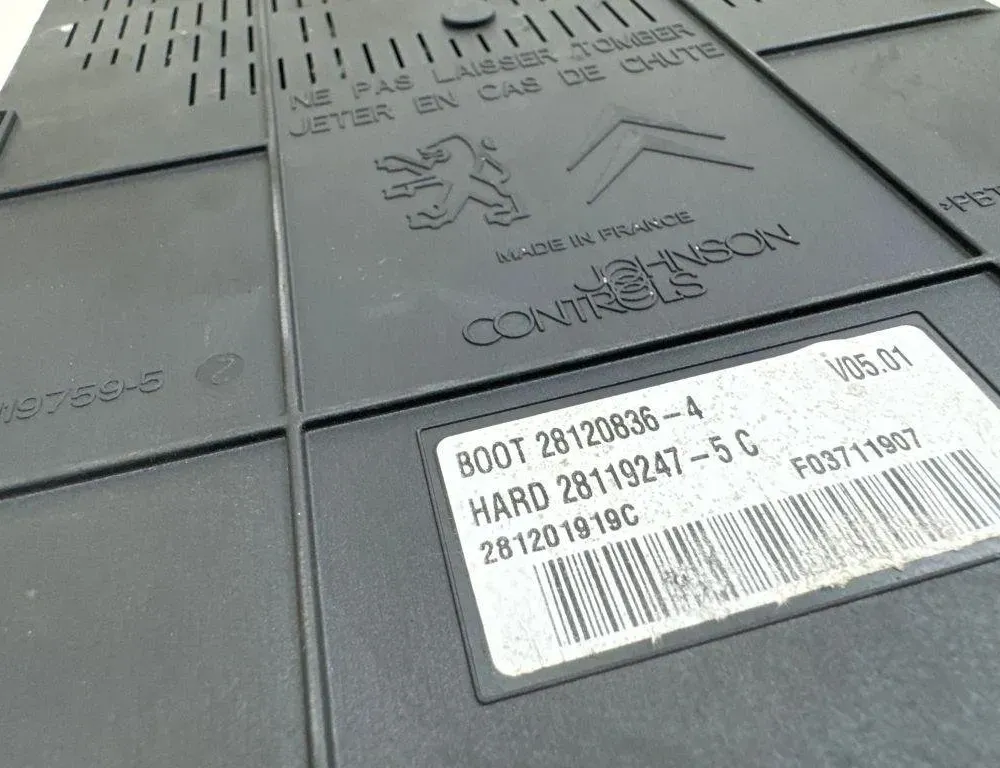 NE PAS LAISSER TOMBER
JETER EN CAS DE CHUTE
MADE IN FRANCE
JOHNSON
CONTROLS
19759-5
2
V05.01
BOOT 28120836-4
HARD 28119247-5 C
281201919C
F03711907